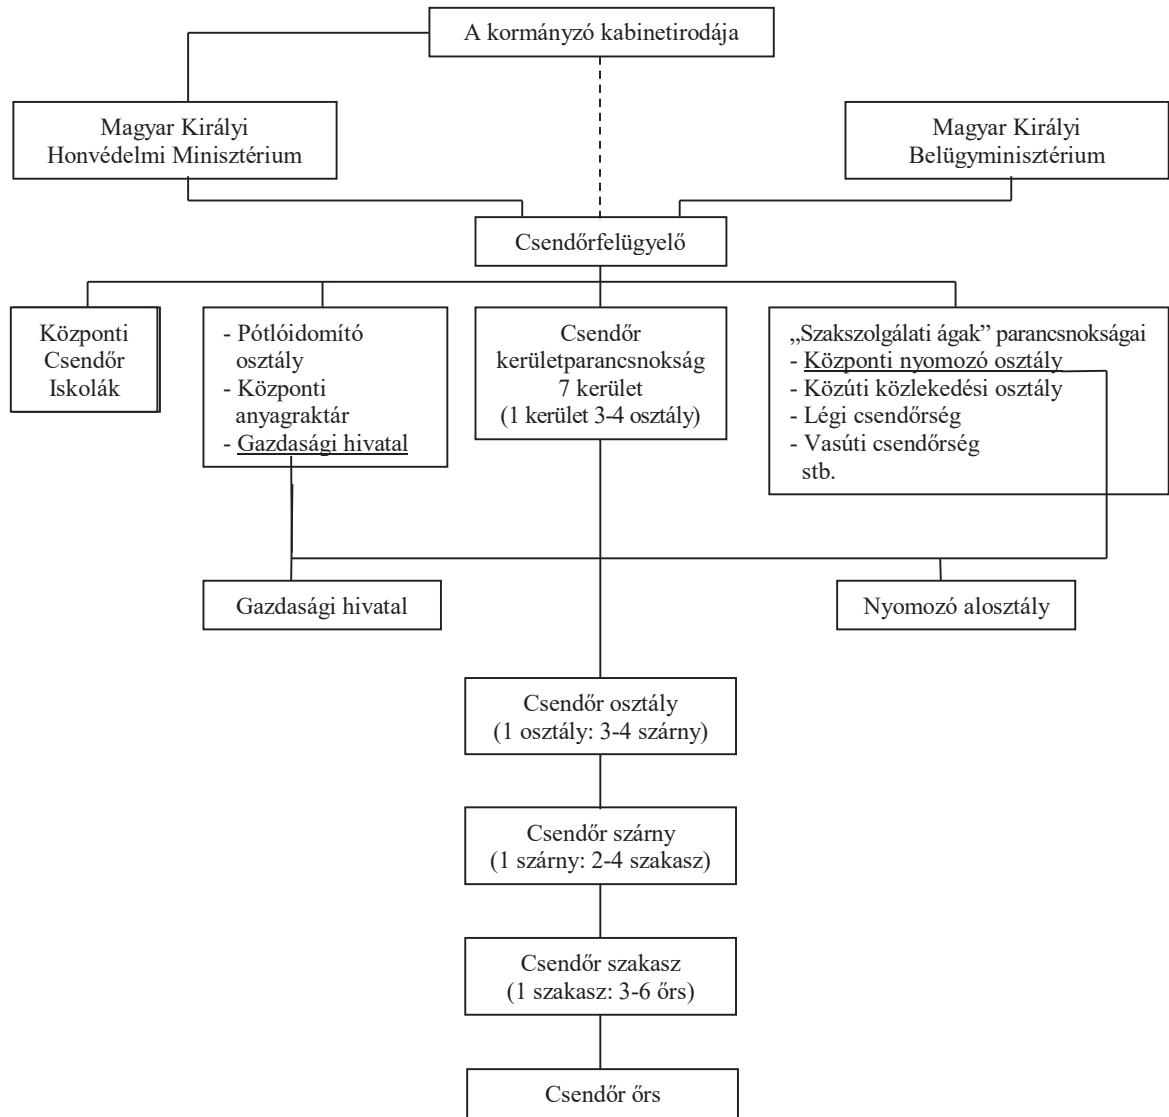 A kormányzó kabinetirodája
Magyar Királyi
Honvédelmi Minisztérium
Magyar Királyi
Belügyminisztérium
Csendőrfelügyelő
Központi
Csendőr
Iskolák
- Pótlóidomító
osztály
- Központi
anyagraktár
- Gazdasági hivatal
Csendőr
kerületparancsnokság
7 kerület
(1 kerület 3-4 osztály)
„Szakszolgálati ágak” parancsnokságai
- Központi nyomozó osztály
- Közúti közlekedési osztály
- Légi csendőrség
- Vasúti csendőrség
stb.
Gazdasági hivatal
Nyomozó alosztály
Csendőr osztály
(1 osztály: 3-4 szárny)
Csendőr szárny
(1 szárny: 2-4 szakasz)
Csendőr szakasz
(1 szakasz: 3-6 őrs)
Csendőr őrs